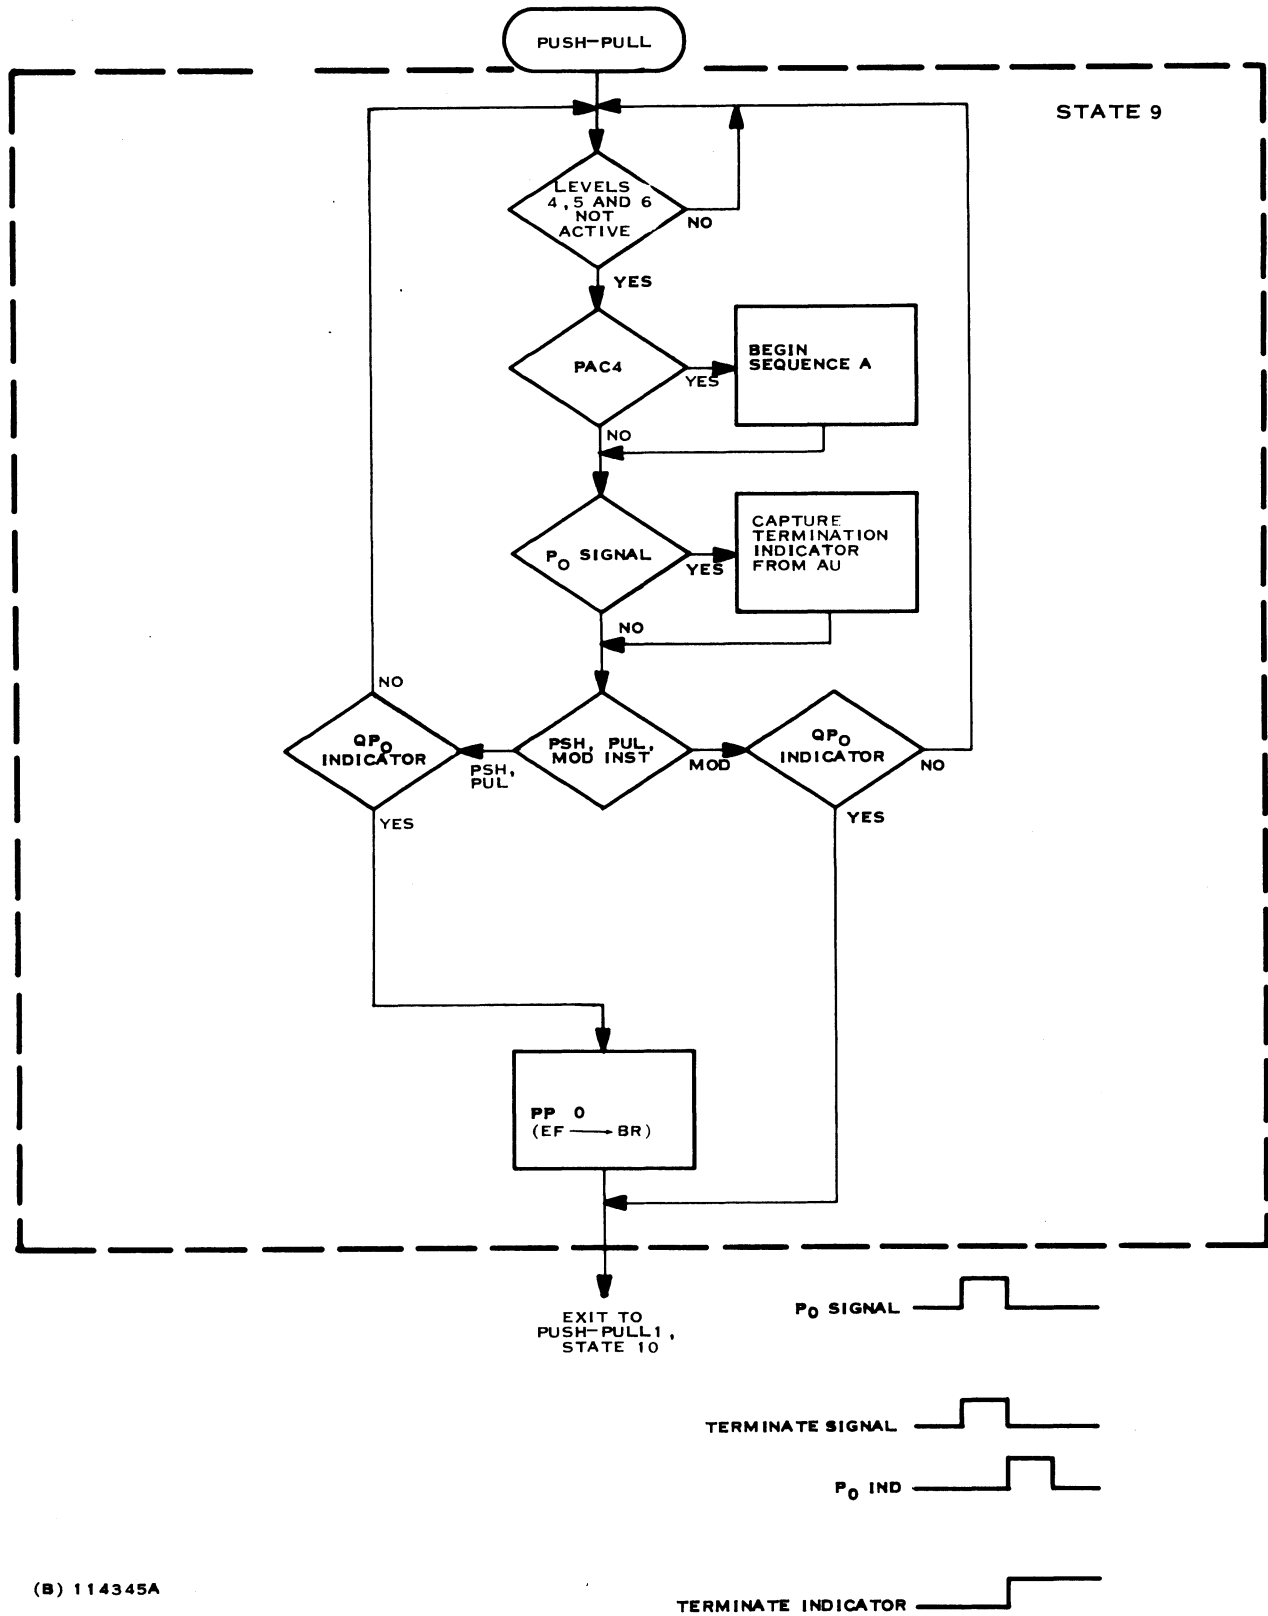 PUSH-PULL
STATE 9
LEVELS
4, 5 AND 6
NOT
ACTIVE
NO
YES
PAC4
YES
BEGIN
SEQUENCE A
NO
P0 SIGNAL
YES
CAPTURE
TERMINATION
INDICATOR
FROM AU
NO
NO
QP0
INDICATOR
PSH,
PUL
PSH, PUL,
MOD INST
MOD
QP0
INDICATOR
NO
YES
YES
PP 0
(EF → BR)
EXIT TO
PUSH-PULL1,
STATE 10
P0 SIGNAL
TERMINATE SIGNAL
P0 IND
TERMINATE INDICATOR
(B) 114345A